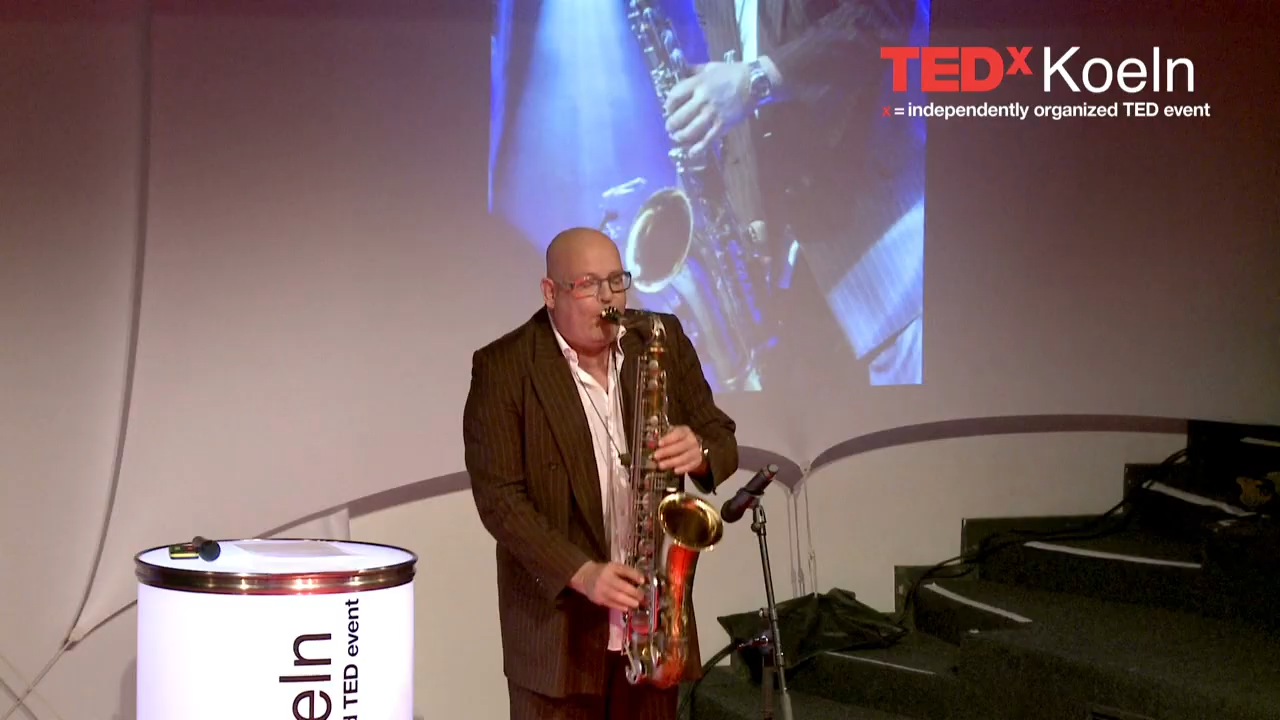 TEDx Koeln
x = independently organized TED event
eln
d TED event